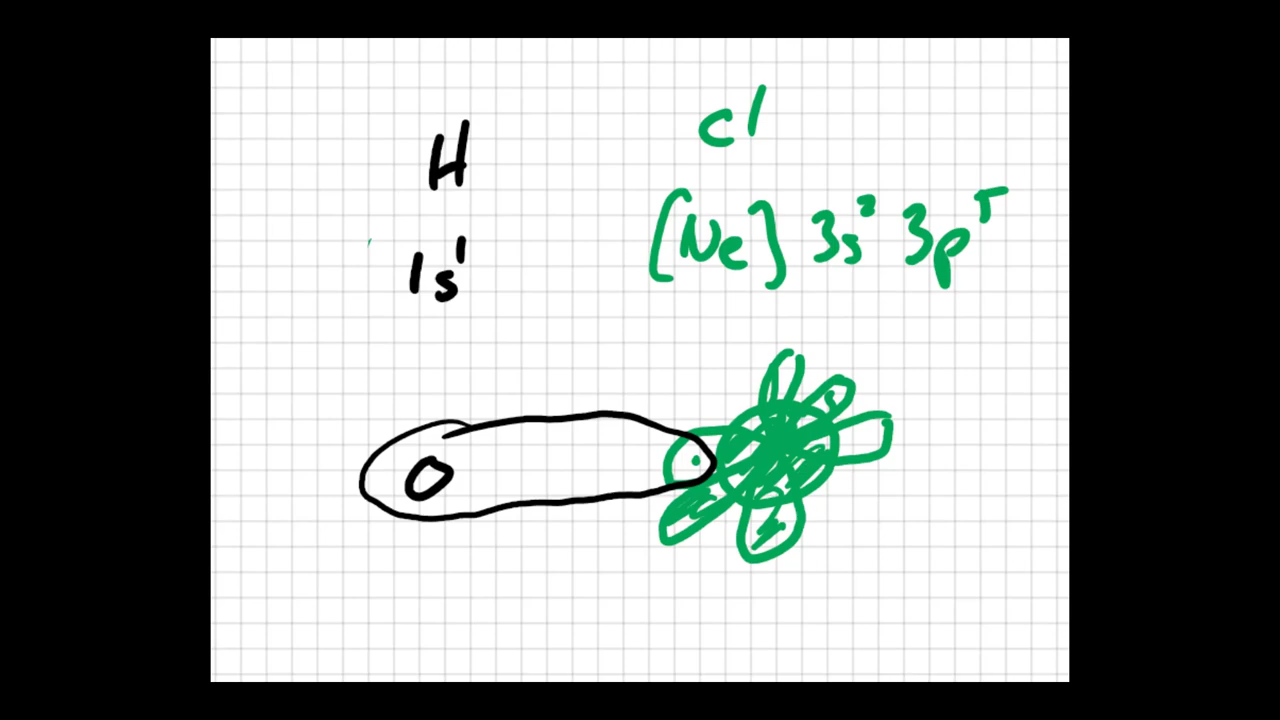 H
Cl
1s¹
[Ne] 3s² 3p⁵